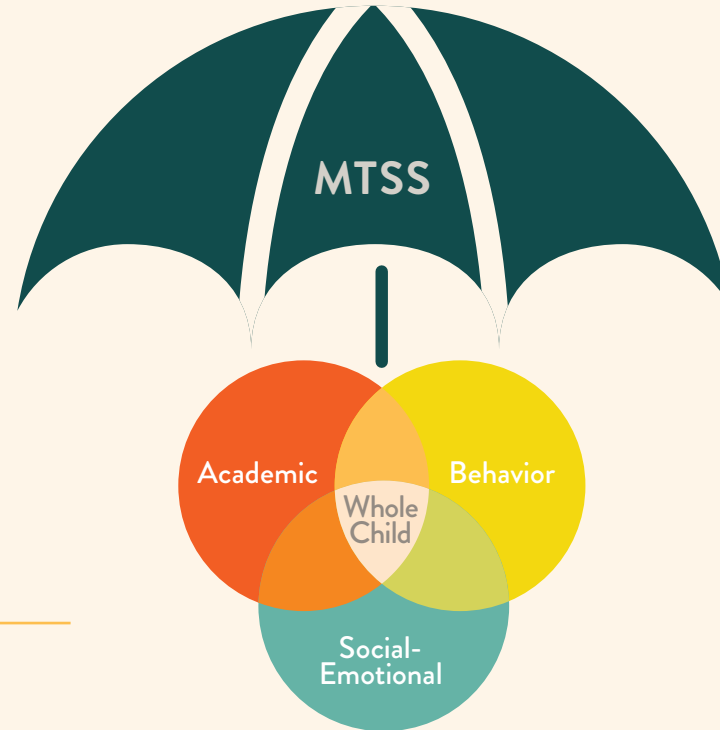 MTSS
Academic
Behavior
Whole
Child
Social-
Emotional